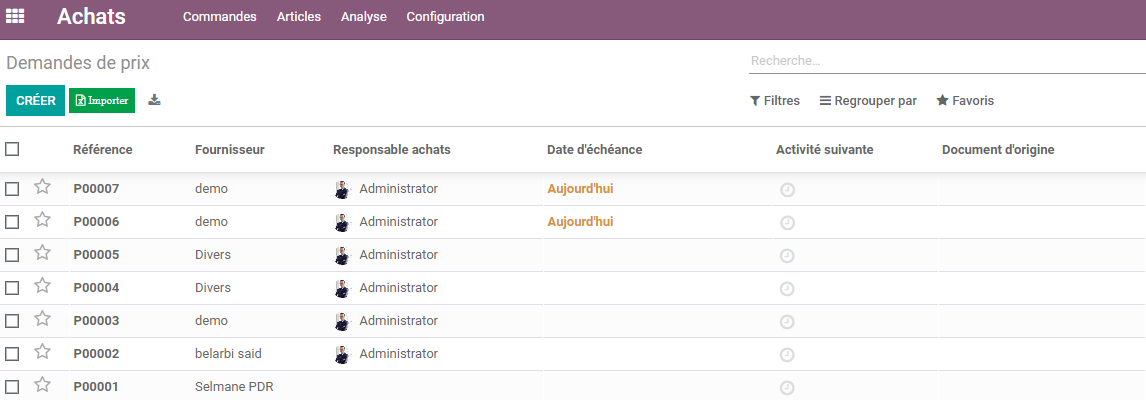 Achats Commandes Articles Analyse Configuration
Demandes de prix Recherche...
CRÉER Importer Filtres Regrouper par Favoris
Référence Fournisseur Responsable achats Date d'échéance Activité suivante Document d'origine
P00007 demo Administrator Aujourd'hui
P00006 demo Administrator Aujourd'hui
P00005 Divers Administrator
P00004 Divers Administrator
P00003 demo Administrator
P00002 belarbi said Administrator
P00001 Selmane PDR